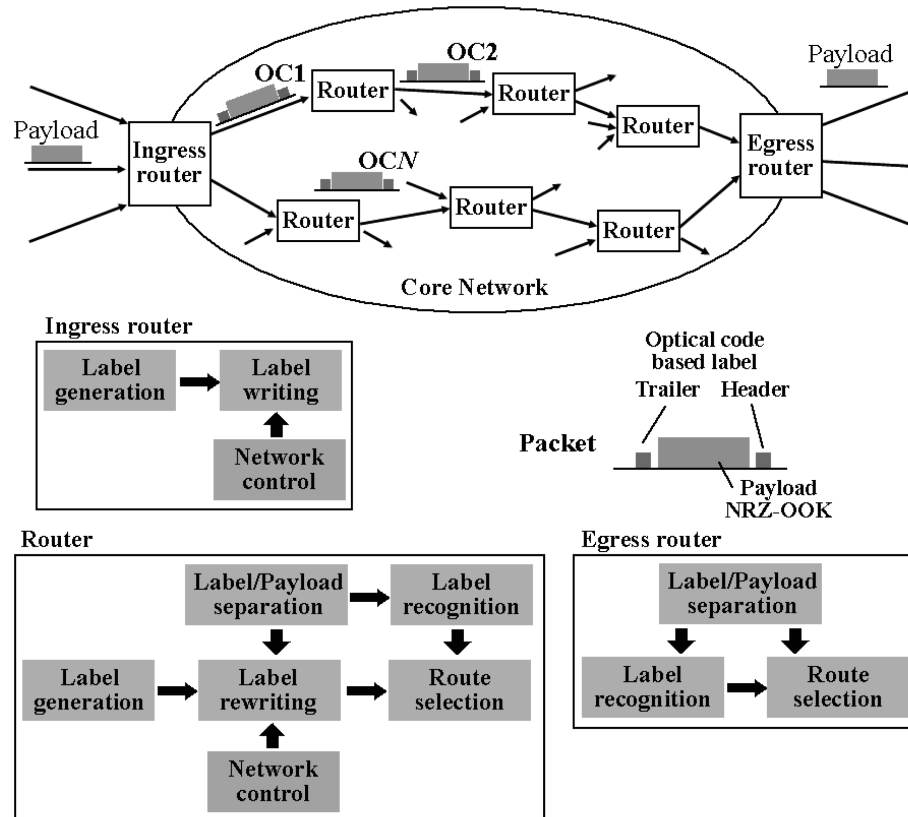 Payload
OC1
OC2
Payload
Router
Router
Router
Ingress
router
Egress
router
OCN
Router
Router
Router
Core Network
Ingress router
Label
generation
Label
writing
Network
control
Optical code
based label
Trailer Header
Packet
Payload
NRZ-OOK
Router
Label/Payload
separation
Label
recognition
Label
generation
Label
rewriting
Route
selection
Network
control
Egress router
Label/Payload
separation
Label
recognition
Route
selection